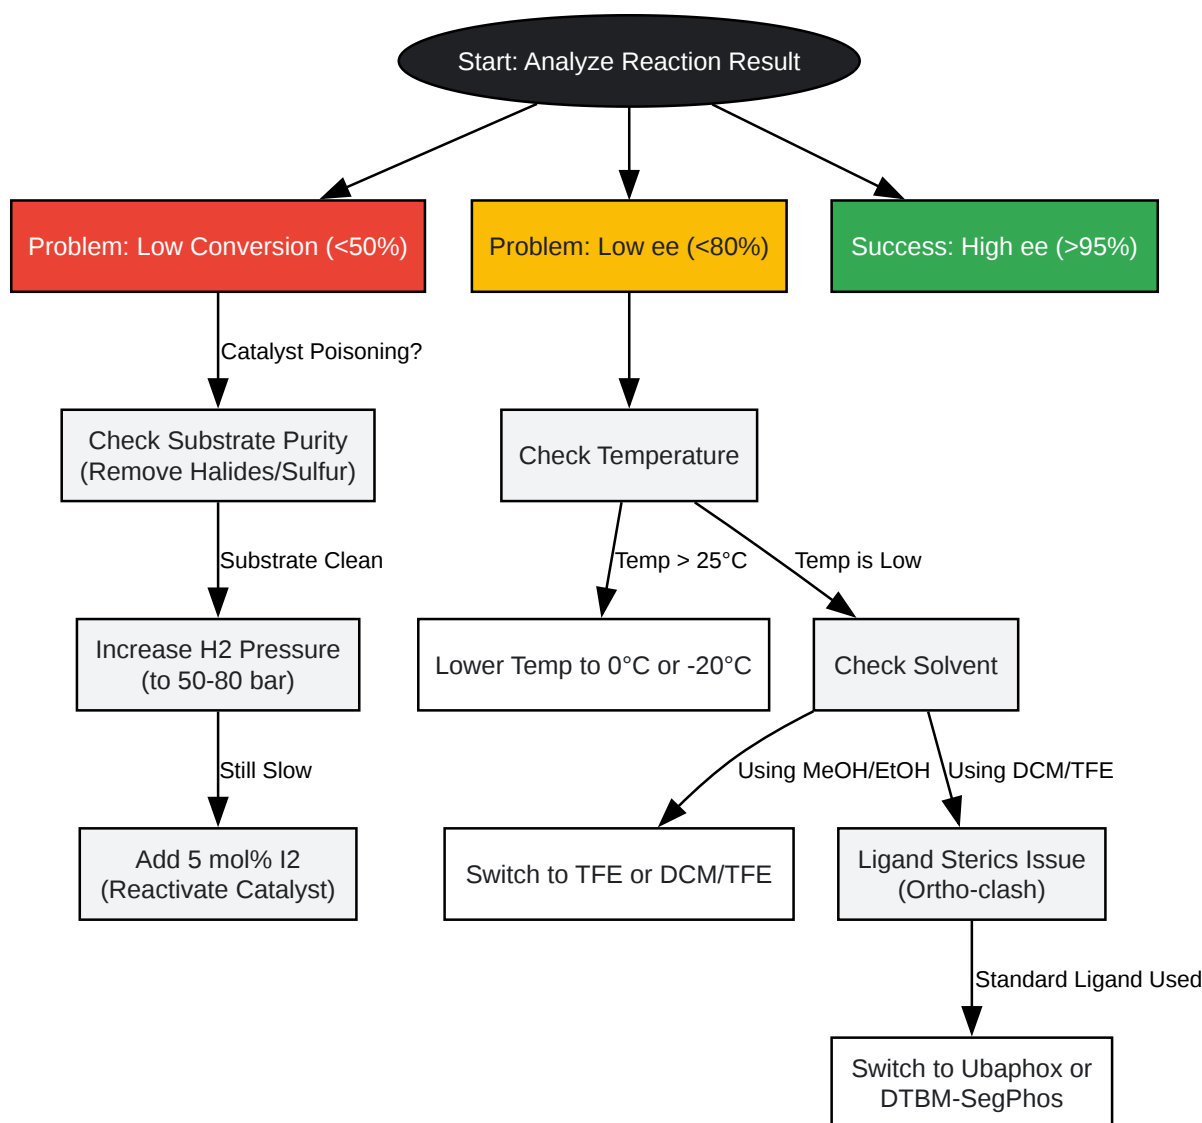 Start: Analyze Reaction Result
Problem: Low Conversion (<50%)
Problem: Low ee (<80%)
Success: High ee (>95%)
Catalyst Poisoning?
Check Substrate Purity
(Remove Halides/Sulfur)
Check Temperature
Substrate Clean
Temp > 25°C
Temp is Low
Increase H2 Pressure
(to 50-80 bar)
Lower Temp to 0°C or -20°C
Check Solvent
Still Slow
Using MeOH/EtOH
Using DCM/TFE
Add 5 mol% I2
(Reactivate Catalyst)
Switch to TFE or DCM/TFE
Ligand Sterics Issue
(Ortho-clash)
Standard Ligand Used
Switch to Ubaphox or
DTBM-SegPhos